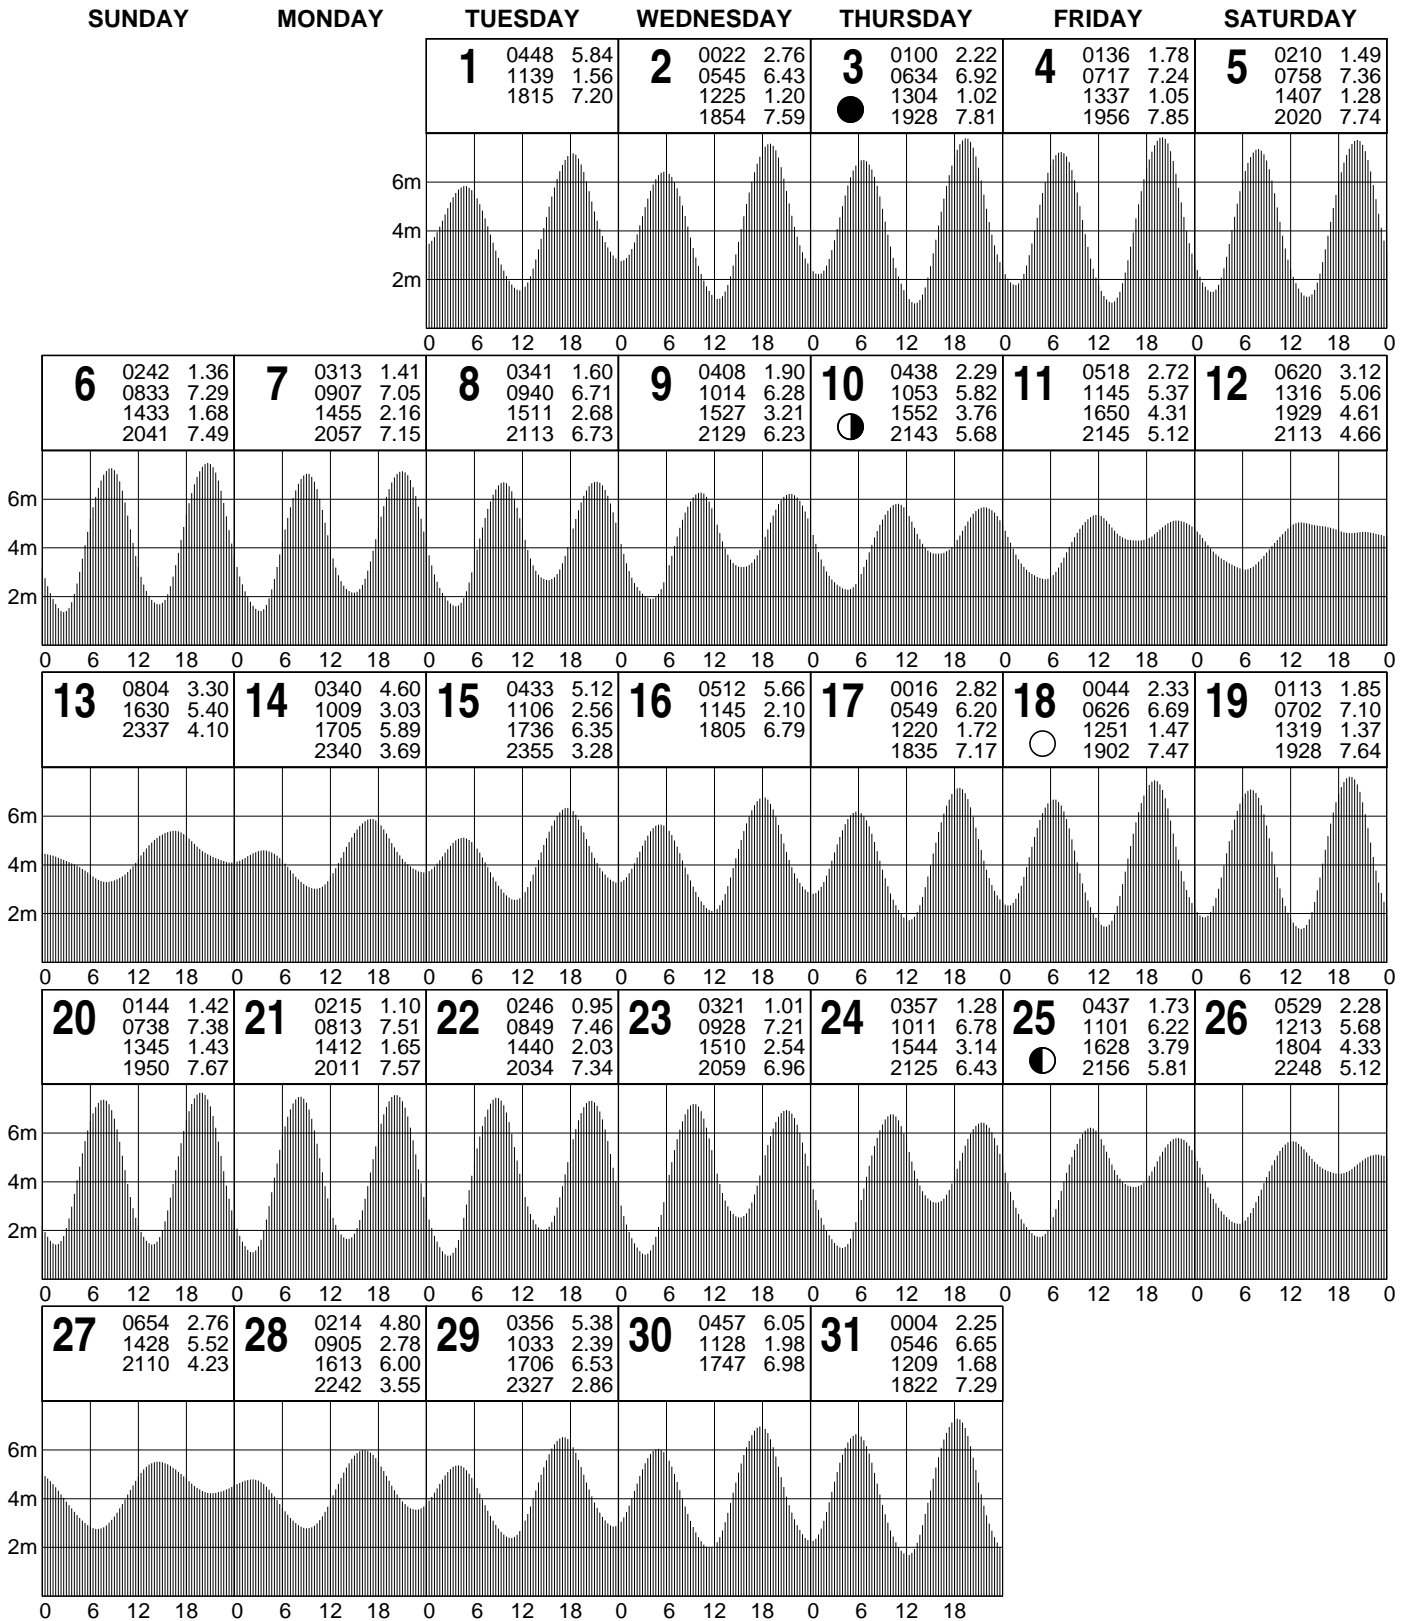 SUNDAY MONDAY TUESDAY WEDNESDAY THURSDAY FRIDAY SATURDAY
1 0448 5.84
1139 1.56
1815 7.20
2 0022 2.76
0545 6.43
1225 1.20
1854 7.59
3 0100 2.22
0634 6.92
1304 1.02
1928 7.81
4 0136 1.78
0717 7.24
1337 1.05
1956 7.85
5 0210 1.49
0758 7.36
1407 1.28
2020 7.74
6m
4m
2m
0 6 12 18 0 6 12 18 0 6 12 18 0 6 12 18 0 6 12 18 0
6 0242 1.36
0833 7.29
1433 1.68
2041 7.49
7 0313 1.41
0907 7.05
1455 2.16
2057 7.15
8 0341 1.60
0940 6.71
1511 2.68
2113 6.73
9 0408 1.90
1014 6.28
1527 3.21
2129 6.23
10 0438 2.29
1053 5.82
1552 3.76
2143 5.68
11 0518 2.72
1145 5.37
1650 4.31
2145 5.12
12 0620 3.12
1316 5.06
1929 4.61
2113 4.66
6m
4m
2m
0 6 12 18 0 6 12 18 0 6 12 18 0 6 12 18 0 6 12 18 0 6 12 18 0 6 12 18 0
13 0804 3.30
1630 5.40
2337 4.10
14 0340 4.60
1009 3.03
1705 5.89
2340 3.69
15 0433 5.12
1106 2.56
1736 6.35
2355 3.28
16 0512 5.66
1145 2.10
1805 6.79
17 0016 2.82
0549 6.20
1220 1.72
1835 7.17
18 0044 2.33
0626 6.69
1251 1.47
1902 7.47
19 0113 1.85
0702 7.10
1319 1.37
1928 7.64
6m
4m
2m
0 6 12 18 0 6 12 18 0 6 12 18 0 6 12 18 0 6 12 18 0 6 12 18 0 6 12 18 0
20 0144 1.42
0738 7.38
1345 1.43
1950 7.67
21 0215 1.10
0813 7.51
1412 1.65
2011 7.57
22 0246 0.95
0849 7.46
1440 2.03
2034 7.34
23 0321 1.01
0928 7.21
1510 2.54
2059 6.96
24 0357 1.28
1011 6.78
1544 3.14
2125 6.43
25 0437 1.73
1101 6.22
1628 3.79
2156 5.81
26 0529 2.28
1213 5.68
1804 4.33
2248 5.12
6m
4m
2m
0 6 12 18 0 6 12 18 0 6 12 18 0 6 12 18 0 6 12 18 0 6 12 18 0 6 12 18 0
27 0654 2.76
1428 5.52
2110 4.23
28 0214 4.80
0905 2.78
1613 6.00
2242 3.55
29 0356 5.38
1033 2.39
1706 6.53
2327 2.86
30 0457 6.05
1128 1.98
1747 6.98
31 0004 2.25
0546 6.65
1209 1.68
1822 7.29
6m
4m
2m
0 6 12 18 0 6 12 18 0 6 12 18 0 6 12 18 0 6 12 18